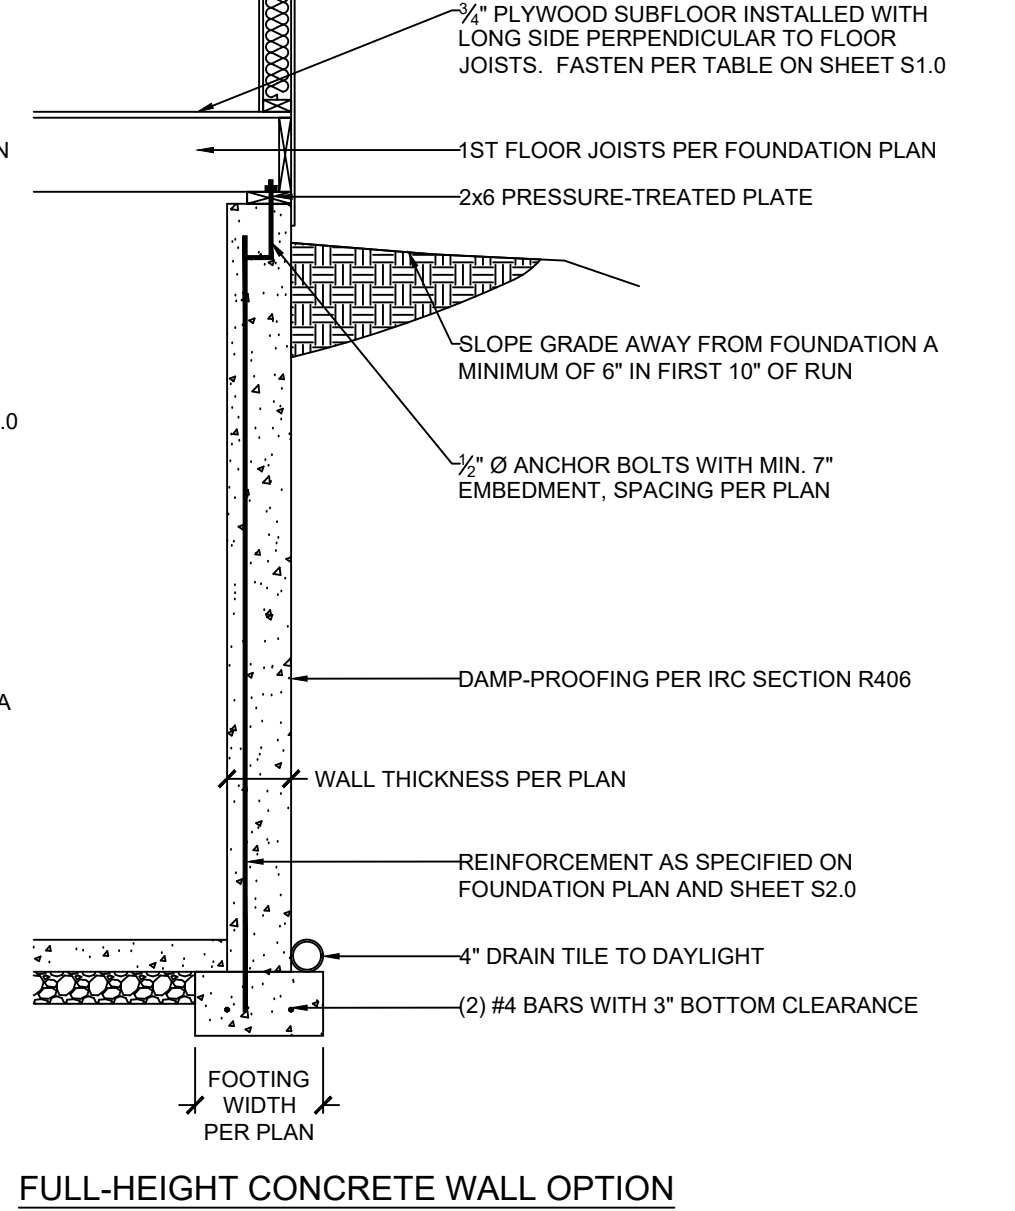 ¾" PLYWOOD SUBFLOOR INSTALLED WITH
LONG SIDE PERPENDICULAR TO FLOOR
JOISTS. FASTEN PER TABLE ON SHEET S1.0
N
1ST FLOOR JOISTS PER FOUNDATION PLAN
2x6 PRESSURE-TREATED PLATE
SLOPE GRADE AWAY FROM FOUNDATION A
MINIMUM OF 6" IN FIRST 10" OF RUN
.0
½" Ø ANCHOR BOLTS WITH MIN. 7"
EMBEDMENT, SPACING PER PLAN
DAMP-PROOFING PER IRC SECTION R406
A
WALL THICKNESS PER PLAN
REINFORCEMENT AS SPECIFIED ON
FOUNDATION PLAN AND SHEET S2.0
4" DRAIN TILE TO DAYLIGHT
(2) #4 BARS WITH 3" BOTTOM CLEARANCE
FOOTING
WIDTH
PER PLAN
FULL-HEIGHT CONCRETE WALL OPTION